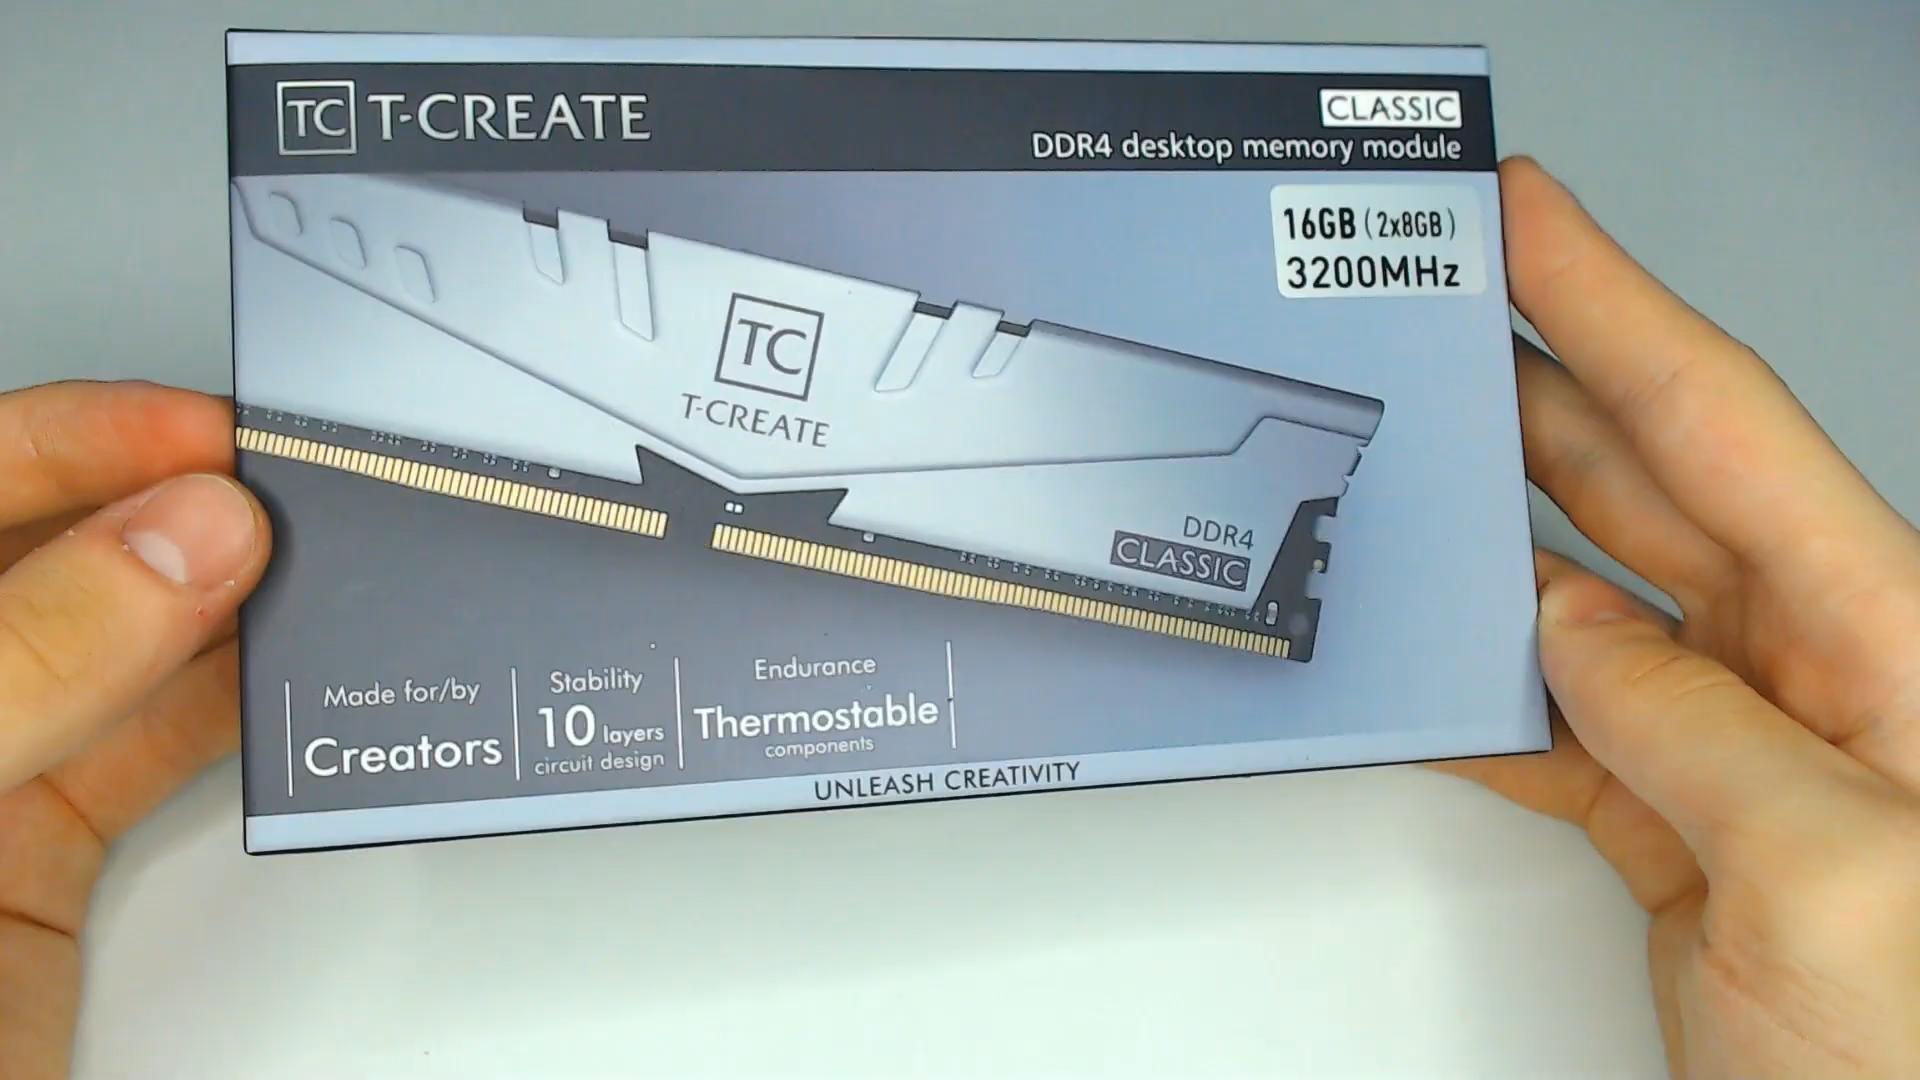 TC T-CREATE
CLASSIC
DDR4 desktop memory module
16GB (2x8GB)
3200MHz
TC
T-CREATE
DDR4
CLASSIC
Made for/by
Creators
Stability
10 layers
circuit design
Endurance
Thermostable
components
UNLEASH CREATIVITY